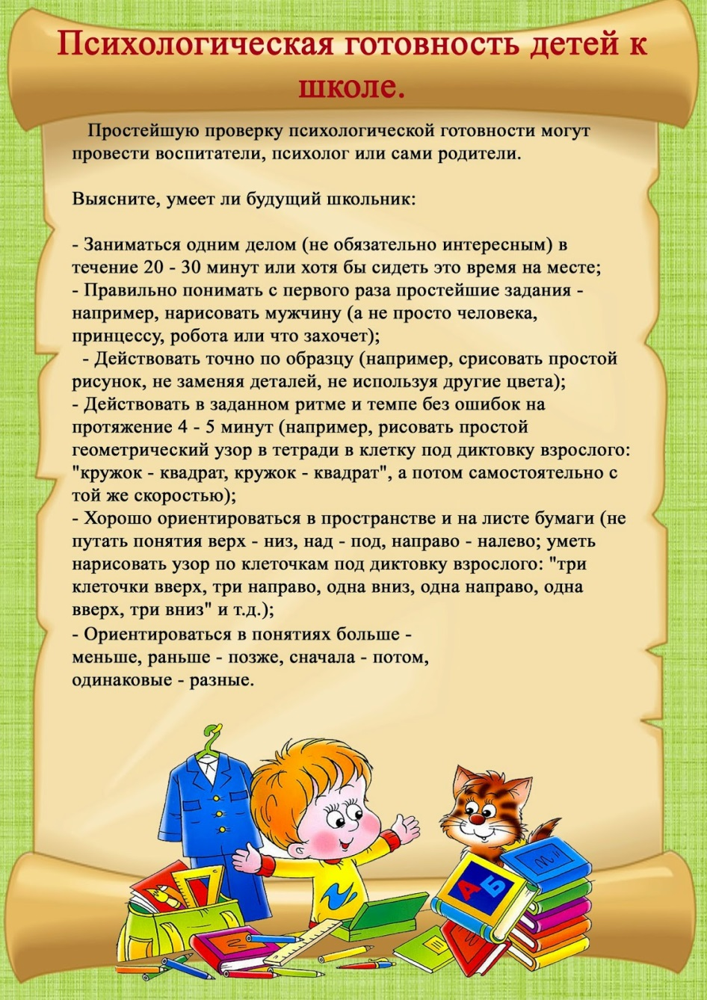 Психологическая готовность детей к
школе.
Простейшую проверку психологической готовности могут
провести воспитатели, психолог или сами родители.
Выясните, умеет ли будущий школьник:
- Заниматься одним делом (не обязательно интересным) в
течение 20 - 30 минут или хотя бы сидеть это время на месте;
- Правильно понимать с первого раза простейшие задания -
например, нарисовать мужчину (а не просто человека,
принцессу, робота или что захочет);
- Действовать точно по образцу (например, срисовать простой
рисунок, не заменяя деталей, не используя другие цвета);
- Действовать в заданном ритме и темпе без ошибок на
протяжение 4 - 5 минут (например, рисовать простой
геометрический узор в тетради в клетку под диктовку взрослого:
"кружок - квадрат, кружок - квадрат", а потом самостоятельно с
той же скоростью);
- Хорошо ориентироваться в пространстве и на листе бумаги (не
путать понятия верх - низ, над - под, направо - налево; уметь
нарисовать узор по клеточкам под диктовку взрослого: "три
клеточки вверх, три направо, одна вниз, одна направо, одна
вверх, три вниз" и т.д.);
- Ориентироваться в понятиях больше -
меньше, раньше - позже, сначала - потом,
одинаковые - разные.
А Б